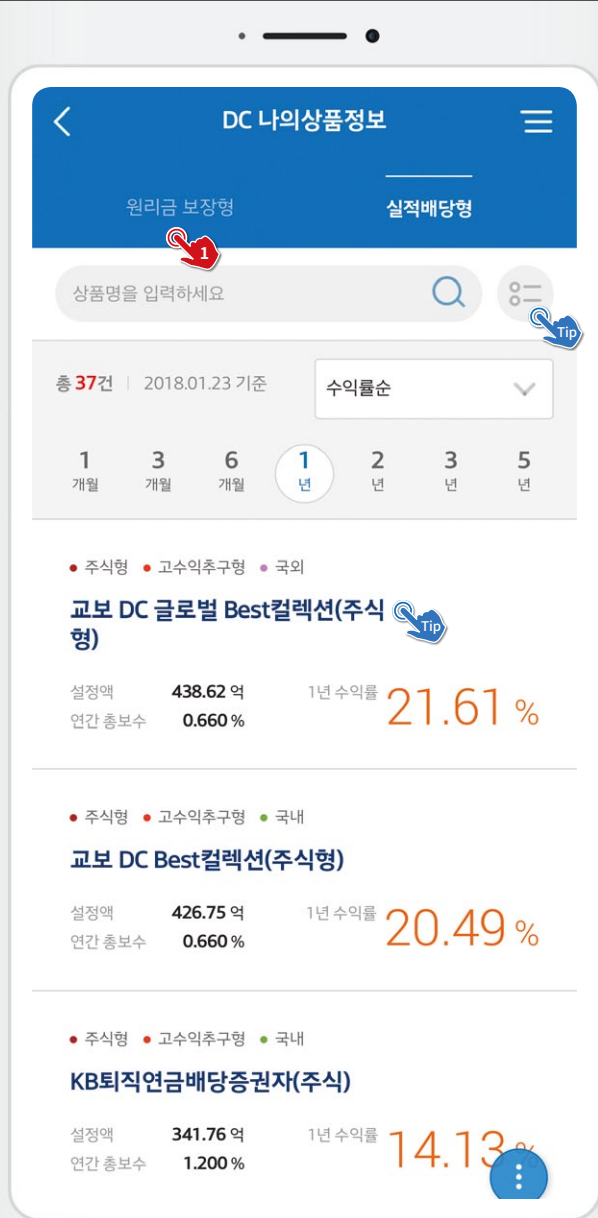 DC 나의상품정보
원리금 보장형 실적배당형
1
상품명을 입력하세요
Tip
총 37건 2018.01.23 기준 수익률순
1 3 6 1 2 3 5
개월 개월 개월 년 년 년 년
주식형 고수익추구형 국외
교보 DC 글로벌 Best컬렉션(주식
형)
Tip
설정액 438.62 억 1년 수익률 21.61 %
연간 총보수 0.660 %
주식형 고수익추구형 국내
교보 DC Best컬렉션(주식형)
설정액 426.75 억 1년 수익률 20.49 %
연간 총보수 0.660 %
주식형 고수익추구형 국내
KB퇴직연금배당증권자(주식)
설정액 341.76 억 1년 수익률 14.13 %
연간 총보수 1.200 %